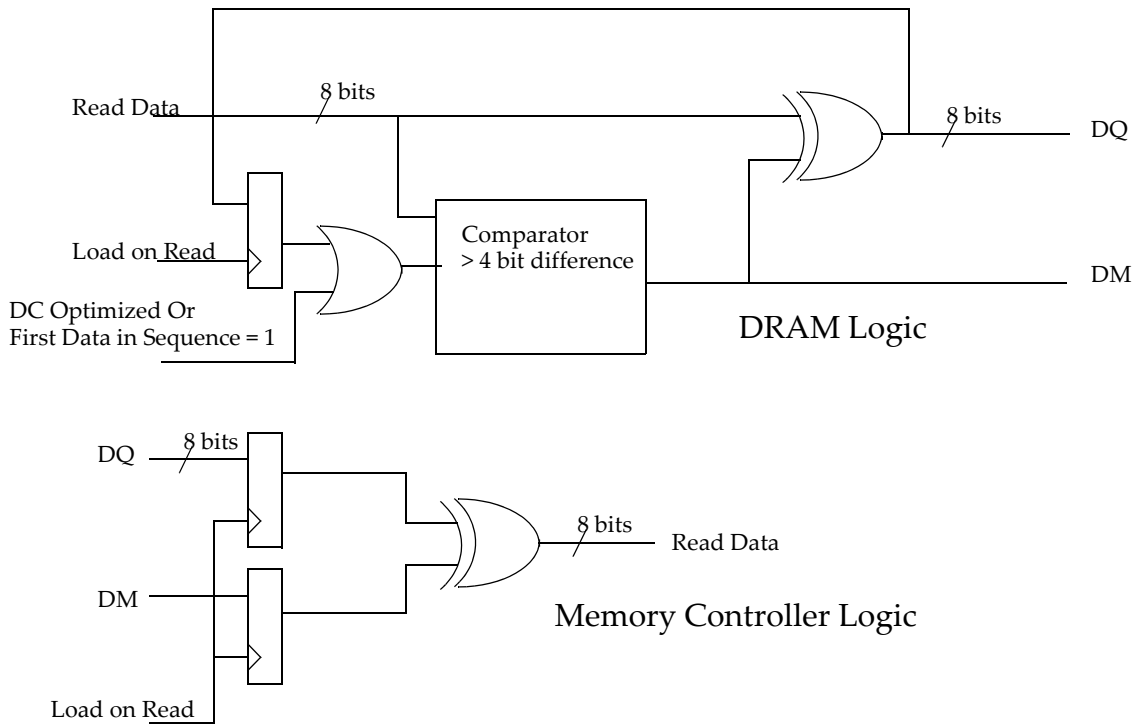 8 bits
Read Data
8 bits
DQ
Load on Read
Comparator
> 4 bit difference
DM
DC Optimized Or
First Data in Sequence = 1
DRAM Logic
DQ
8 bits
8 bits
Read Data
DM
Memory Controller Logic
Load on Read